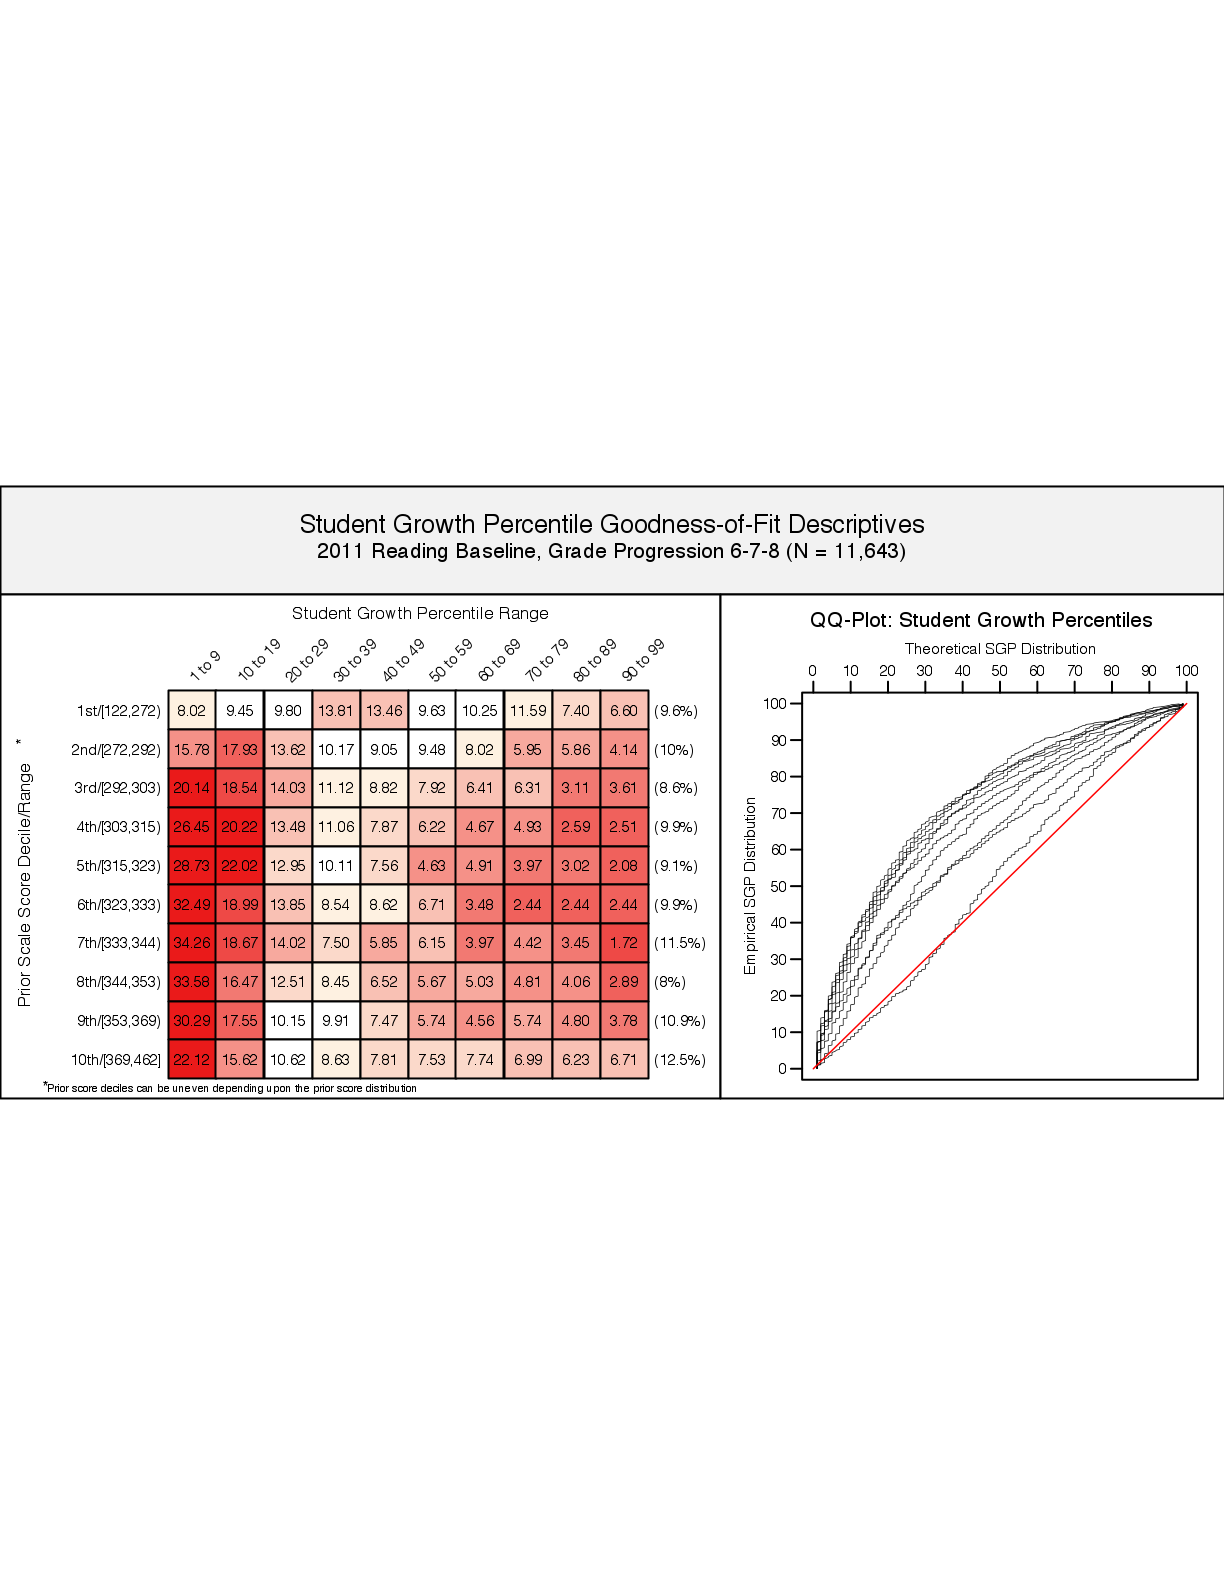 Student Growth Percentile Goodness-of-Fit Descriptives
2011 Reading Baseline, Grade Progression 6-7-8 (N = 11,643)
Student Growth Percentile Range
1 to 9 10 to 19 20 to 29 30 to 39 40 to 49 50 to 59 60 to 69 70 to 79 80 to 89 90 to 99
Prior Scale Score Decile/Range *
1st/[122,272) 8.02 9.45 9.80 13.81 13.46 9.63 10.25 11.59 7.40 6.60 (9.6%)
2nd/[272,292) 15.78 17.93 13.62 10.17 9.05 9.48 8.02 5.95 5.86 4.14 (10%)
3rd/[292,303) 20.14 18.54 14.03 11.12 8.82 7.92 6.41 6.31 3.11 3.61 (8.6%)
4th/[303,315) 26.45 20.22 13.48 11.06 7.87 6.22 4.67 4.93 2.59 2.51 (9.9%)
5th/[315,323) 28.73 22.02 12.95 10.11 7.56 4.63 4.91 3.97 3.02 2.08 (9.1%)
6th/[323,333) 32.49 18.99 13.85 8.54 8.62 6.71 3.48 2.44 2.44 2.44 (9.9%)
7th/[333,344) 34.26 18.67 14.02 7.50 5.85 6.15 3.97 4.42 3.45 1.72 (11.5%)
8th/[344,353) 33.58 16.47 12.51 8.45 6.52 5.67 5.03 4.81 4.06 2.89 (8%)
9th/[353,369) 30.29 17.55 10.15 9.91 7.47 5.74 4.56 5.74 4.80 3.78 (10.9%)
10th/[369,462] 22.12 15.62 10.62 8.63 7.81 7.53 7.74 6.99 6.23 6.71 (12.5%)
*Prior score deciles can be uneven depending upon the prior score distribution
QQ-Plot: Student Growth Percentiles
Theoretical SGP Distribution
0 10 20 30 40 50 60 70 80 90 100
Empirical SGP Distribution
100
90
80
70
60
50
40
30
20
10
0